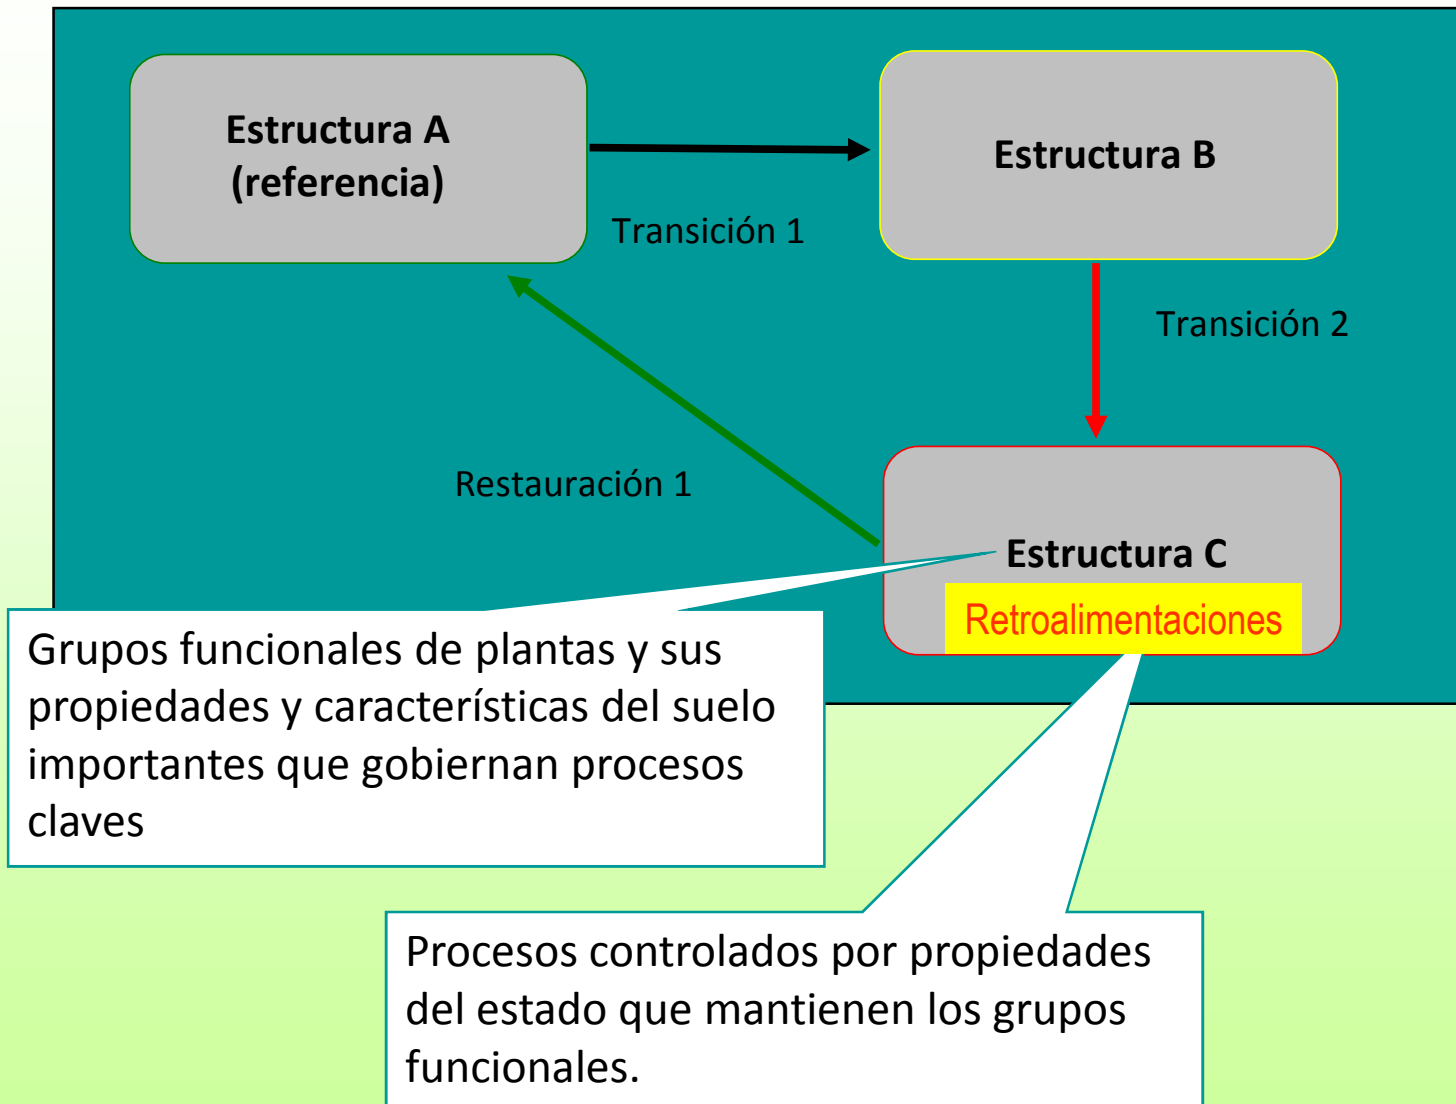 Estructura A
(referencia)
Estructura B
Transición 1
Transición 2
Restauración 1
Estructura C
Retroalimentaciones
Grupos funcionales de plantas y sus
propiedades y características del suelo
importantes que gobiernan procesos
claves
Procesos controlados por propiedades
del estado que mantienen los grupos
funcionales.